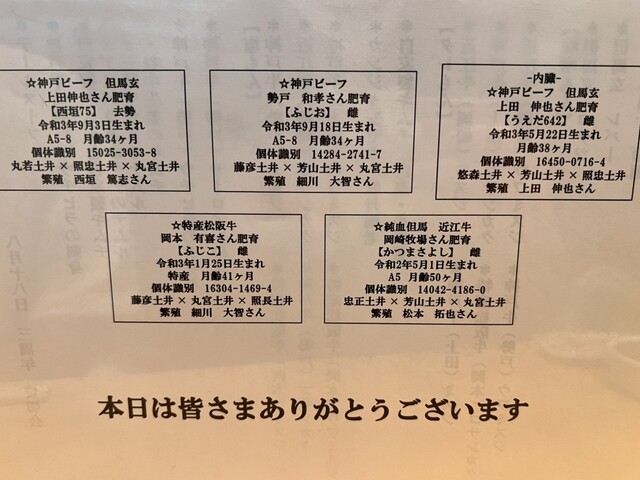 ☆神戸ビーフ 但馬玄
上田伸也さん肥育
【西垣75】 去勢
令和3年9月3日生まれ
A5-8 月齢34ヶ月
個体識別 15025-3053-8
丸若土井 × 照忠土井 × 丸宮土井
繁殖 西垣 篤志さん
☆神戸ビーフ
勢戸 和孝さん肥育
【ふじお】 雌
令和3年9月18日生まれ
A5-8 月齢34ヶ月
個体識別 14284-2741-7
藤彦土井 × 芳山土井 × 丸宮土井
繁殖 細川 大智さん
-内臓-
☆神戸ビーフ 但馬玄
上田 伸也さん肥育
【うえだ642】 雌
令和3年5月22日生まれ
月齢38ヶ月
個体識別 16450-0716-4
悠森土井 × 芳山土井 × 照忠土井
繁殖 上田 伸也さん
☆特産松阪牛
岡本 有喜さん肥育
【ふじこ】 雌
令和3年1月25日生まれ
特産 月齢41ヶ月
個体識別 16304-1469-4
藤彦土井 × 丸宮土井 × 照長土井
繁殖 細川 大智さん
☆純血但馬 近江牛
岡崎牧場さん肥育
【かつまさよし】 雌
令和2年5月1日生まれ
A5 月齢50ヶ月
個体識別 14042-4186-0
忠正土井 × 芳山土井 × 丸宮土井
繁殖 松本 拓也さん
本日は皆さまありがとうございます